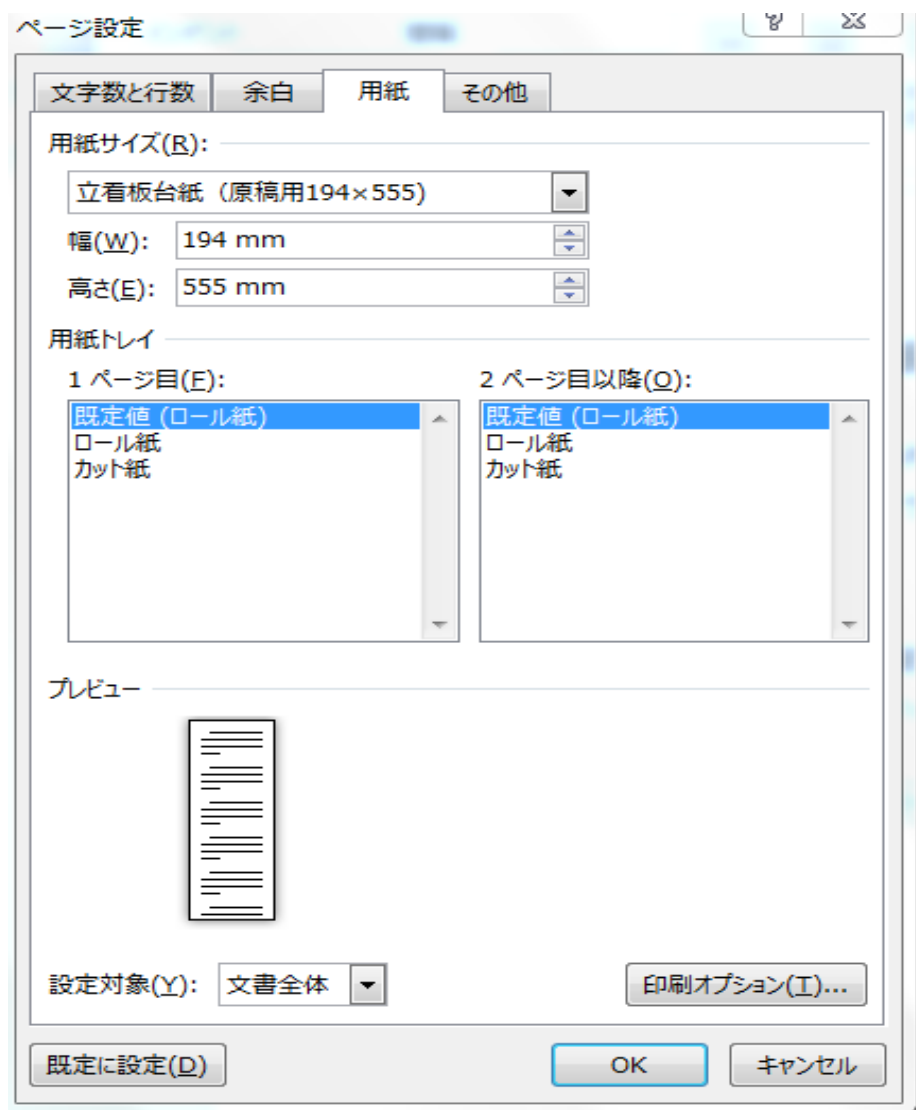 ページ設定
文字数と行数 余白 用紙 その他
用紙サイズ(R):
立看板台紙（原稿用194×555）
幅(W): 194 mm
高さ(E): 555 mm
用紙トレイ
1 ページ目(F): 2 ページ目以降(O):
既定値 (ロール紙) 既定値 (ロール紙)
ロール紙 ロール紙
カット紙 カット紙
プレビュー
設定対象(Y): 文書全体 印刷オプション(T)...
既定に設定(D) OK キャンセル